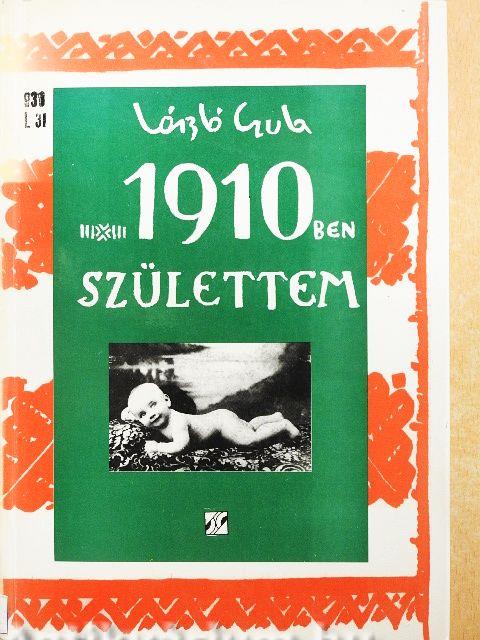 930
L 31
László Gyula
1910
BEN
SZÜLETTEM